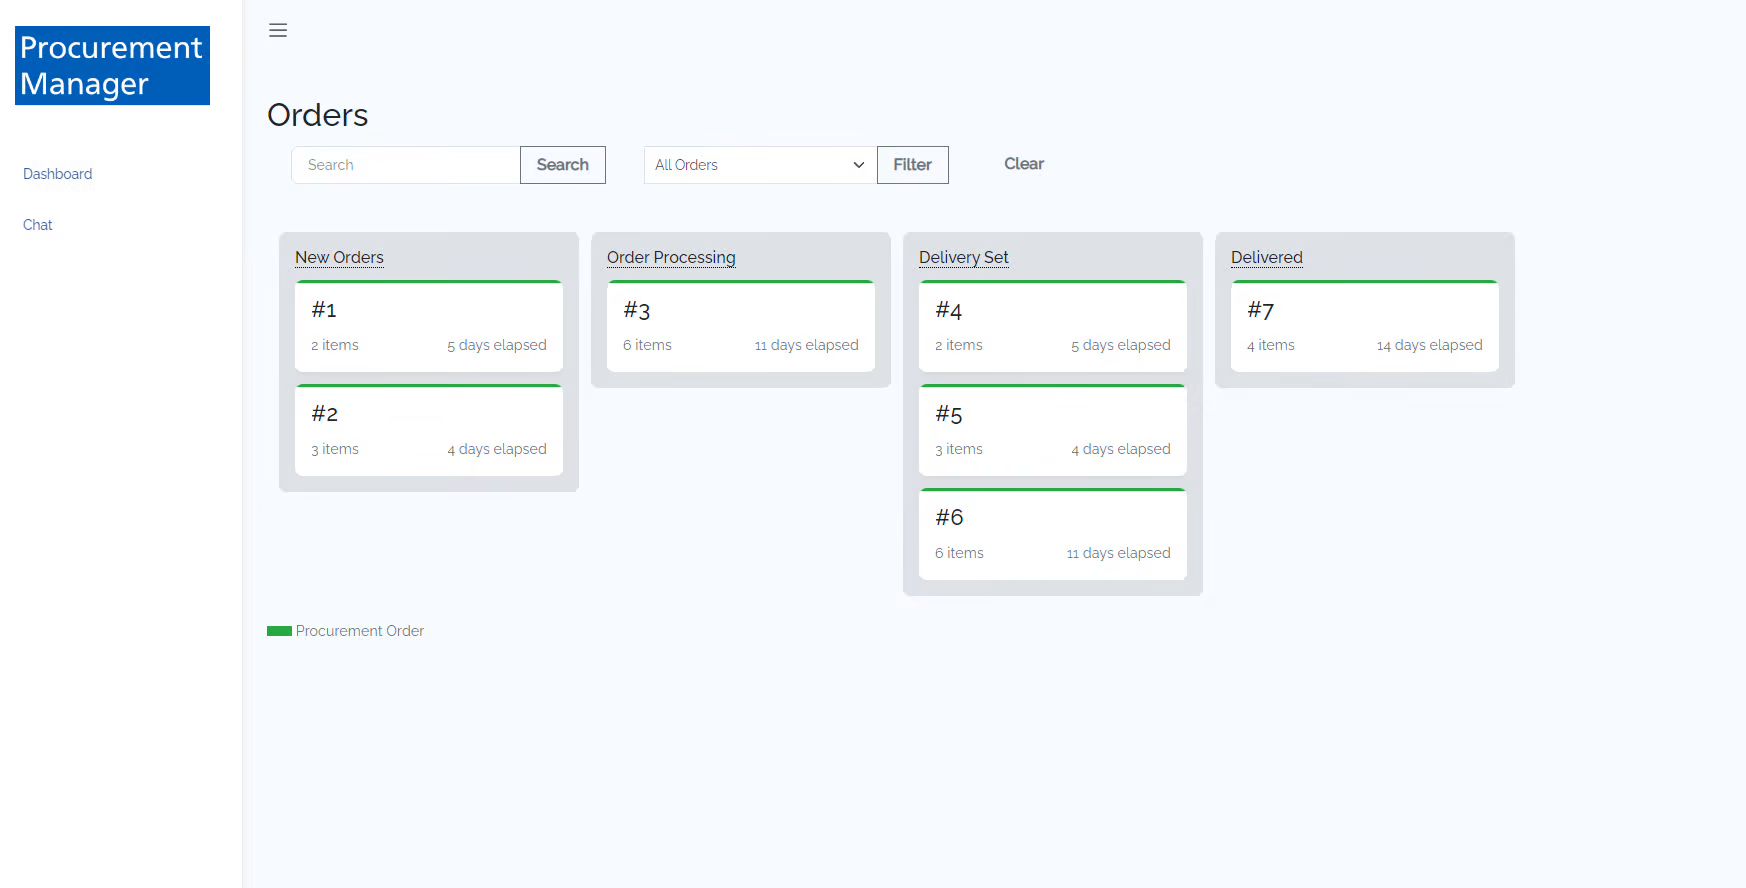 Procurement
Manager
Dashboard
Chat
Orders
Search
Search
All Orders
Filter
Clear
New Orders
#1
2 items
5 days elapsed
#2
3 items
4 days elapsed
Order Processing
#3
6 items
11 days elapsed
Delivery Set
#4
2 items
5 days elapsed
#5
3 items
4 days elapsed
#6
6 items
11 days elapsed
Delivered
#7
4 items
14 days elapsed
Procurement Order